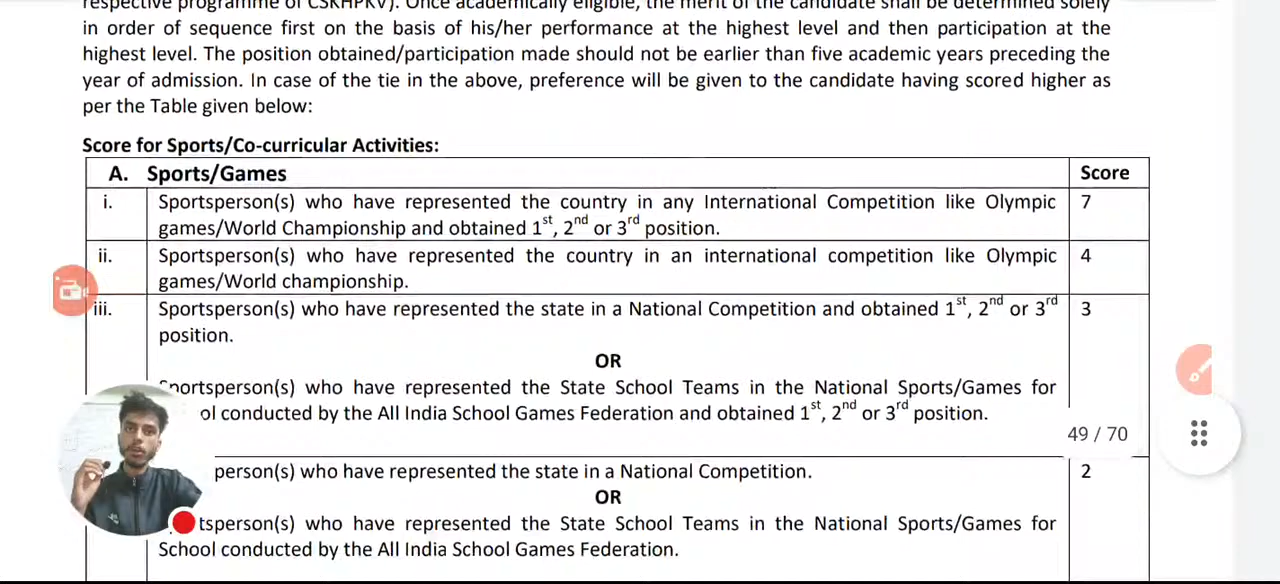 respective programme of CSKHPKV). Once academically eligible, the merit of the candidate shall be determined solely
in order of sequence first on the basis of his/her performance at the highest level and then participation at the
highest level. The position obtained/participation made should not be earlier than five academic years preceding the
year of admission. In case of the tie in the above, preference will be given to the candidate having scored higher as
per the Table given below:
Score for Sports/Co-curricular Activities:
A. Sports/Games Score
i. Sportsperson(s) who have represented the country in any International Competition like Olympic 7
games/World Championship and obtained 1st, 2nd or 3rd position.
ii. Sportsperson(s) who have represented the country in an international competition like Olympic 4
games/World championship.
iii. Sportsperson(s) who have represented the state in a National Competition and obtained 1st, 2nd or 3rd 3
position.
OR
portsperson(s) who have represented the State School Teams in the National Sports/Games for
ol conducted by the All India School Games Federation and obtained 1st, 2nd or 3rd position.
49 / 70
person(s) who have represented the state in a National Competition. 2
OR
tsperson(s) who have represented the State School Teams in the National Sports/Games for
School conducted by the All India School Games Federation.